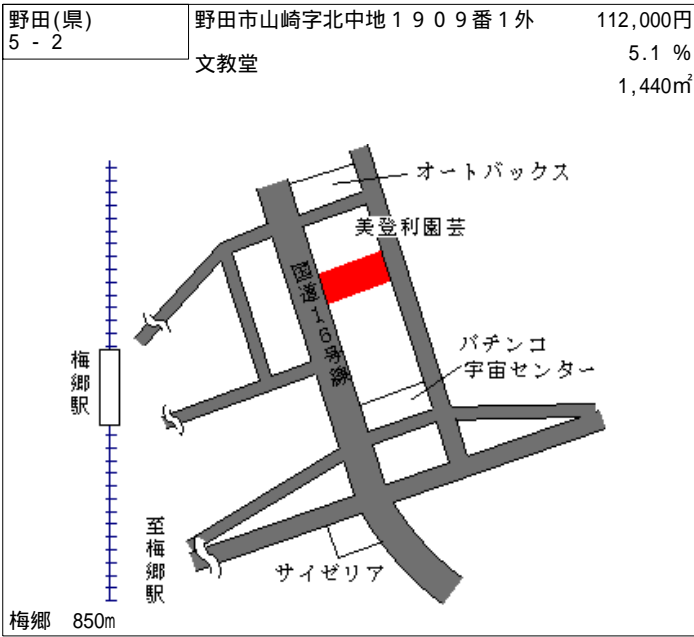 野田(県)
5 - 2
野田市山崎字北中地１９０９番１外
112,000円
文教堂
5.1 %
1,440㎡
オートバックス
美登利園芸
国道１６号線
パチンコ
宇宙センター
梅郷駅
至梅郷駅
サイゼリア
梅郷 850m